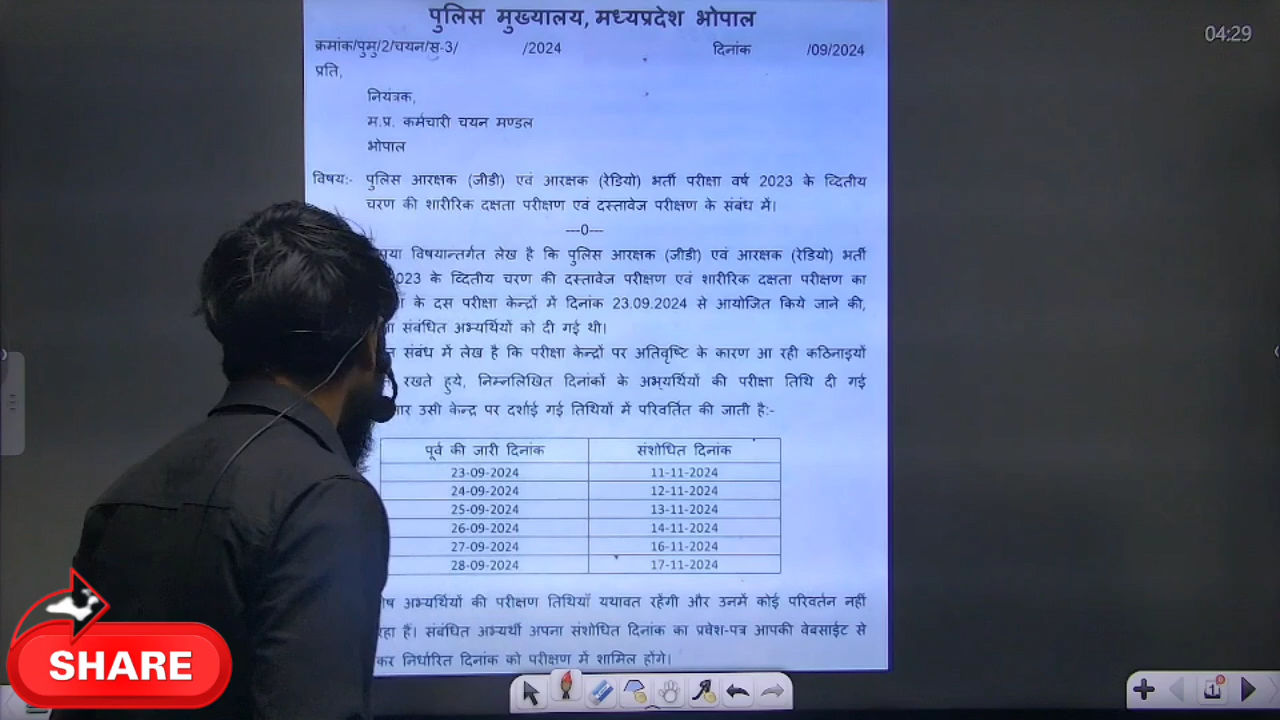 पुलिस मुख्यालय, मध्यप्रदेश भोपाल
04:29
क्रमांक/पुमु/2/चयन/स-3/ /2024 दिनांक /09/2024
प्रति,
नियंत्रक,
म.प्र. कर्मचारी चयन मण्डल
भोपाल
विषय:- पुलिस आरक्षक (जीडी) एवं आरक्षक (रेडियो) भर्ती परीक्षा वर्ष 2023 के व्दितीय
चरण की शारीरिक दक्षता परीक्षण एवं दस्तावेज परीक्षण के संबंध में।
---0---
विषयान्तर्गत लेख है कि पुलिस आरक्षक (जीडी) एवं आरक्षक (रेडियो) भर्ती
के व्दितीय चरण की दस्तावेज परीक्षण एवं शारीरिक दक्षता परीक्षण का
के दस परीक्षा केन्द्रों में दिनांक 23.09.2024 से आयोजित किये जाने की,
संबंधित अभ्यर्थियों को दी गई थी।
संबंध में लेख है कि परीक्षा केन्द्रों पर अतिवृष्टि के कारण आ रही कठिनाइयों
रखते हुये, निम्नलिखित दिनांकों के अभ्यर्थियों की परीक्षा तिथि दी गई
उसी केन्द्र पर दर्शाई गई तिथियों में परिवर्तित की जाती है:-
पूर्व की जारी दिनांक संशोधित दिनांक
23-09-2024 11-11-2024
24-09-2024 12-11-2024
25-09-2024 13-11-2024
26-09-2024 14-11-2024
27-09-2024 16-11-2024
28-09-2024 17-11-2024
अभ्यर्थियों की परीक्षण तिथियाँ यथावत रहेंगी और उनमें कोई परिवर्तन नहीं
रहा हैं। संबंधित अभ्यर्थी अपना संशोधित दिनांक का प्रवेश-पत्र आपकी वेबसाईट से
कर निर्धारित दिनांक को परीक्षण में शामिल होंगे।
SHARE
1